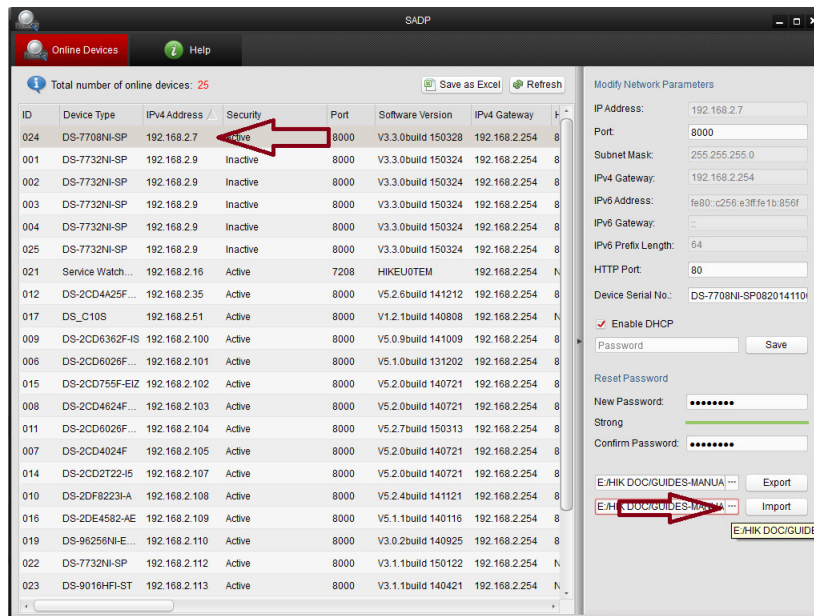 SADP
Online Devices
Help
Total number of online devices: 25
Save as Excel
Refresh
ID Device Type IPv4 Address Security Port Software Version IPv4 Gateway
024 DS-7708NI-SP 192.168.2.7 8000 V3.3.0build 150328 192.168.2.254 8
001 DS-7732NI-SP 192.168.2.9 Inactive 8000 V3.3.0build 150324 192.168.2.254 8
002 DS-7732NI-SP 192.168.2.9 Inactive 8000 V3.3.0build 150324 192.168.2.254 8
003 DS-7732NI-SP 192.168.2.9 Inactive 8000 V3.3.0build 150324 192.168.2.254 8
004 DS-7732NI-SP 192.168.2.9 Inactive 8000 V3.3.0build 150324 192.168.2.254 8
025 DS-7732NI-SP 192.168.2.9 Inactive 8000 V3.3.0build 150324 192.168.2.254 8
021 Service Watch... 192.168.2.16 Active 7208 HIKEU0TEM 192.168.2.254 N
012 DS-2CD4A25F... 192.168.2.35 Active 8000 V5.2.6build 141212 192.168.2.254 8
017 DS_C10S 192.168.2.51 Active 8000 V1.2.1build 140808 192.168.2.254 N
009 DS-2CD6362F-IS 192.168.2.100 Active 8000 V5.0.9build 141009 192.168.2.254 8
006 DS-2CD6026F... 192.168.2.101 Active 8000 V5.1.0build 131202 192.168.2.254 8
015 DS-2CD755F-EIZ 192.168.2.102 Active 8000 V5.2.0build 140721 192.168.2.254 8
008 DS-2CD4624F... 192.168.2.103 Active 8000 V5.2.0build 140721 192.168.2.254 8
011 DS-2CD6026F... 192.168.2.104 Active 8000 V5.2.7build 150313 192.168.2.254 8
007 DS-2CD4024F 192.168.2.105 Active 8000 V5.2.0build 140721 192.168.2.254 8
014 DS-2CD2T22-I5 192.168.2.107 Active 8000 V5.2.0build 140721 192.168.2.254 8
010 DS-2DF8223I-A 192.168.2.108 Active 8000 V5.2.4build 141121 192.168.2.254 8
016 DS-2DE4582-AE 192.168.2.109 Active 8000 V5.1.1build 140116 192.168.2.254 8
019 DS-96256NI-E... 192.168.2.110 Active 8000 V3.0.2build 140925 192.168.2.254 8
022 DS-7732NI-SP 192.168.2.112 Active 8000 V3.1.1build 150122 192.168.2.254 N
023 DS-9016HFI-ST 192.168.2.113 Active 8000 V3.1.1build 140421 192.168.2.254 N
Modify Network Parameters
IP Address: 192.168.2.7
Port: 8000
Subnet Mask: 255.255.255.0
IPv4 Gateway: 192.168.2.254
IPv6 Address: fe80::c256:e3ff:fe1b:856f
IPv6 Gateway: ::
IPv6 Prefix Length: 64
HTTP Port: 80
Device Serial No.: DS-7708NI-SP082014110
Enable DHCP
Password Save
Reset Password
New Password: ●●●●●●●●
Strong
Confirm Password: ●●●●●●●●
E:/HIK DOC/GUIDES-MANUA ... Export
E:/HIK DOC/GUIDES-MANUA ... Import
E:/HIK DOC/GUIDE